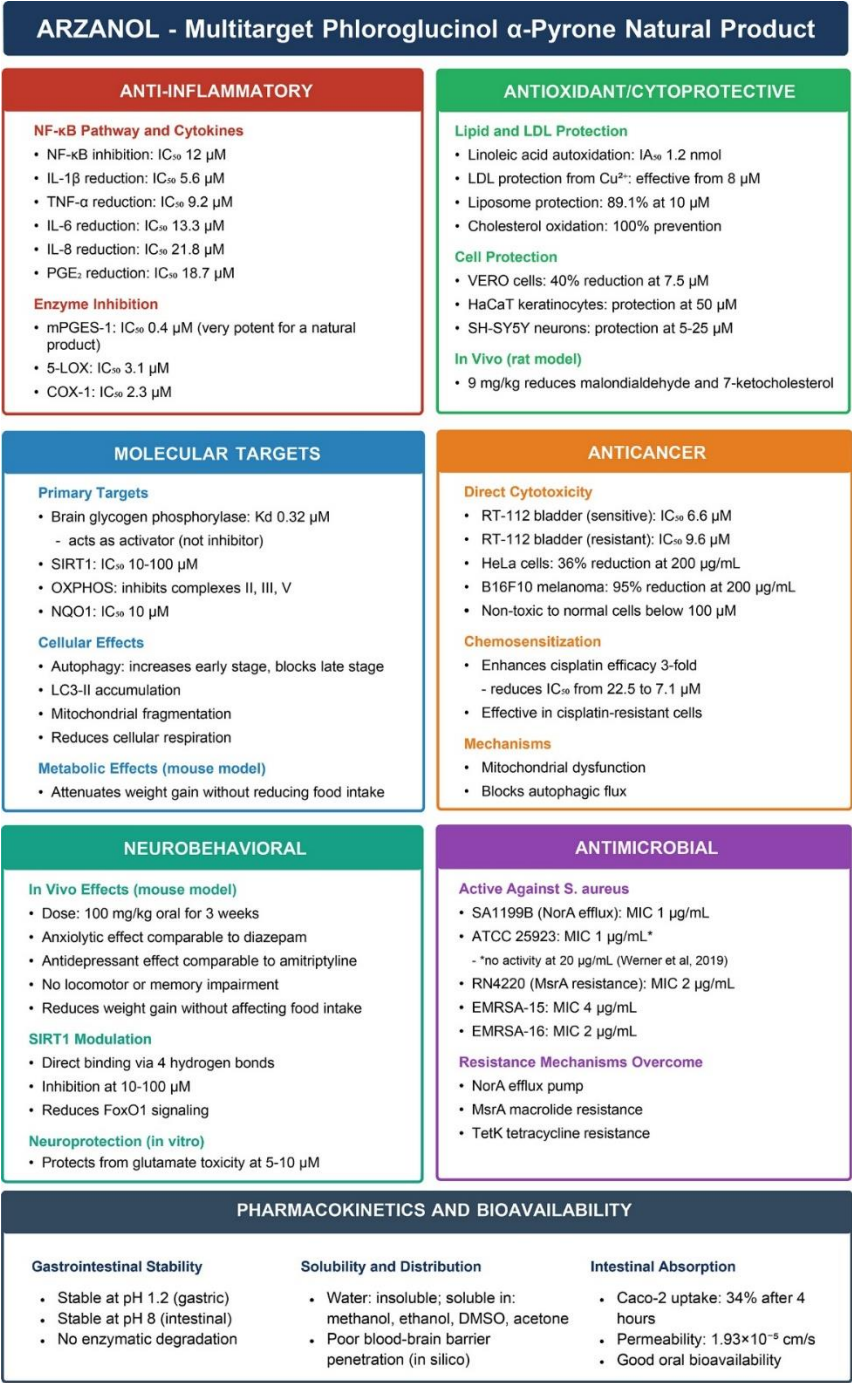 ARZANOL - Multitarget Phloroglucinol α-Pyrone Natural Product
ANTI-INFLAMMATORY
NF-κB Pathway and Cytokines
• NF-κB inhibition: IC₅₀ 12 μM
• IL-1β reduction: IC₅₀ 5.6 μM
• TNF-α reduction: IC₅₀ 9.2 μM
• IL-6 reduction: IC₅₀ 13.3 μM
• IL-8 reduction: IC₅₀ 21.8 μM
• PGE₂ reduction: IC₅₀ 18.7 μM
Enzyme Inhibition
• mPGES-1: IC₅₀ 0.4 μM (very potent for a natural
product)
• 5-LOX: IC₅₀ 3.1 μM
• COX-1: IC₅₀ 2.3 μM
ANTIOXIDANT/CYTOPROTECTIVE
Lipid and LDL Protection
• Linoleic acid autoxidation: IA₅₀ 1.2 nmol
• LDL protection from Cu²⁺: effective from 8 μM
• Liposome protection: 89.1% at 10 μM
• Cholesterol oxidation: 100% prevention
Cell Protection
• VERO cells: 40% reduction at 7.5 μM
• HaCaT keratinocytes: protection at 50 μM
• SH-SY5Y neurons: protection at 5-25 μM
In Vivo (rat model)
• 9 mg/kg reduces malondialdehyde and 7-ketocholesterol
MOLECULAR TARGETS
Primary Targets
• Brain glycogen phosphorylase: Kd 0.32 μM
- acts as activator (not inhibitor)
• SIRT1: IC₅₀ 10-100 μM
• OXPHOS: inhibits complexes II, III, V
• NQO1: IC₅₀ 10 μM
Cellular Effects
• Autophagy: increases early stage, blocks late stage
• LC3-II accumulation
• Mitochondrial fragmentation
• Reduces cellular respiration
Metabolic Effects (mouse model)
• Attenuates weight gain without reducing food intake
ANTICANCER
Direct Cytotoxicity
• RT-112 bladder (sensitive): IC₅₀ 6.6 μM
• RT-112 bladder (resistant): IC₅₀ 9.6 μM
• HeLa cells: 36% reduction at 200 μg/mL
• B16F10 melanoma: 95% reduction at 200 μg/mL
• Non-toxic to normal cells below 100 μM
Chemosensitization
• Enhances cisplatin efficacy 3-fold
- reduces IC₅₀ from 22.5 to 7.1 μM
• Effective in cisplatin-resistant cells
Mechanisms
• Mitochondrial dysfunction
• Blocks autophagic flux
NEUROBEHAVIORAL
In Vivo Effects (mouse model)
• Dose: 100 mg/kg oral for 3 weeks
• Anxiolytic effect comparable to diazepam
• Antidepressant effect comparable to amitriptyline
• No locomotor or memory impairment
• Reduces weight gain without affecting food intake
SIRT1 Modulation
• Direct binding via 4 hydrogen bonds
• Inhibition at 10-100 μM
• Reduces FoxO1 signaling
Neuroprotection (in vitro)
• Protects from glutamate toxicity at 5-10 μM
ANTIMICROBIAL
Active Against S. aureus
• SA1199B (NorA efflux): MIC 1 μg/mL
• ATCC 25923: MIC 1 μg/mL*
- *no activity at 20 μg/mL (Werner et al, 2019)
• RN4220 (MsrA resistance): MIC 2 μg/mL
• EMRSA-15: MIC 4 μg/mL
• EMRSA-16: MIC 2 μg/mL
Resistance Mechanisms Overcome
• NorA efflux pump
• MsrA macrolide resistance
• TetK tetracycline resistance
PHARMACOKINETICS AND BIOAVAILABILITY
Gastrointestinal Stability
• Stable at pH 1.2 (gastric)
• Stable at pH 8 (intestinal)
• No enzymatic degradation
Solubility and Distribution
• Water: insoluble; soluble in:
methanol, ethanol, DMSO, acetone
• Poor blood-brain barrier
penetration (in silico)
Intestinal Absorption
• Caco-2 uptake: 34% after 4
hours
• Permeability: 1.93×10⁻⁵ cm/s
• Good oral bioavailability